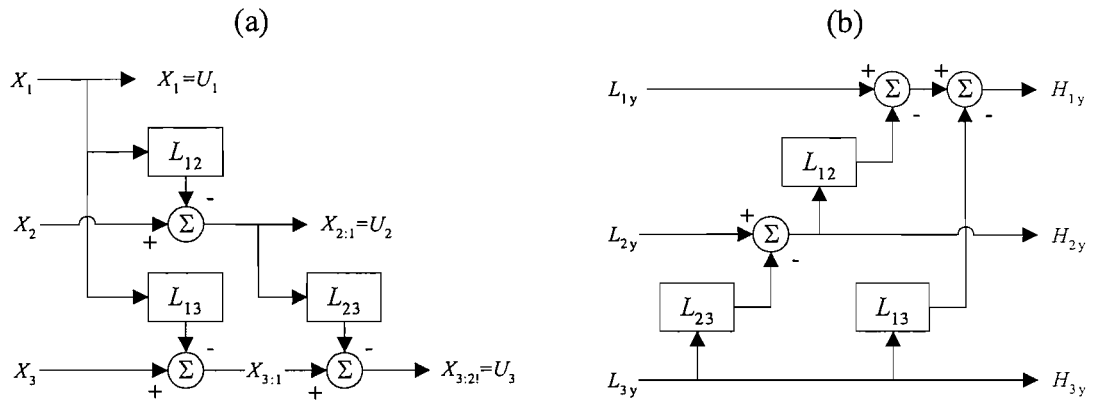 (a)
X₁ X₁=U₁
L₁₂
-
X₂ + Σ X₂:₁=U₂
L₁₃ L₂₃
- -
X₃ + Σ X₃:₁ + Σ X₃:₂!=U₃
(b)
L₁y + Σ + Σ H₁y
- -
L₁₂
L₂y + Σ H₂y
-
L₂₃ L₁₃
L₃y H₃y